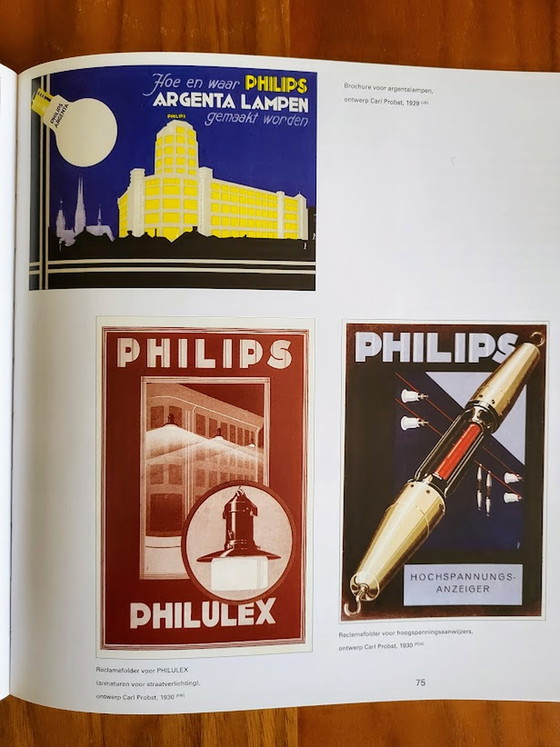 Hoe en waar PHILIPS
ARGENTA LAMPEN
gemaakt worden
PHILIPS
ARGENTA
PHILIPS
Brochure voor argentalampen,
ontwerp Carl Probst, 1929
PHILIPS
PHILULEX
Reclamefolder voor PHILULEX
(armaturen voor straatverlichting),
ontwerp Carl Probst, 1930
PHILIPS
HOCHSPANNUNGS-
ANZEIGER
Reclamefolder voor hoogspanningsaanwijzers,
ontwerp Carl Probst, 1930
75